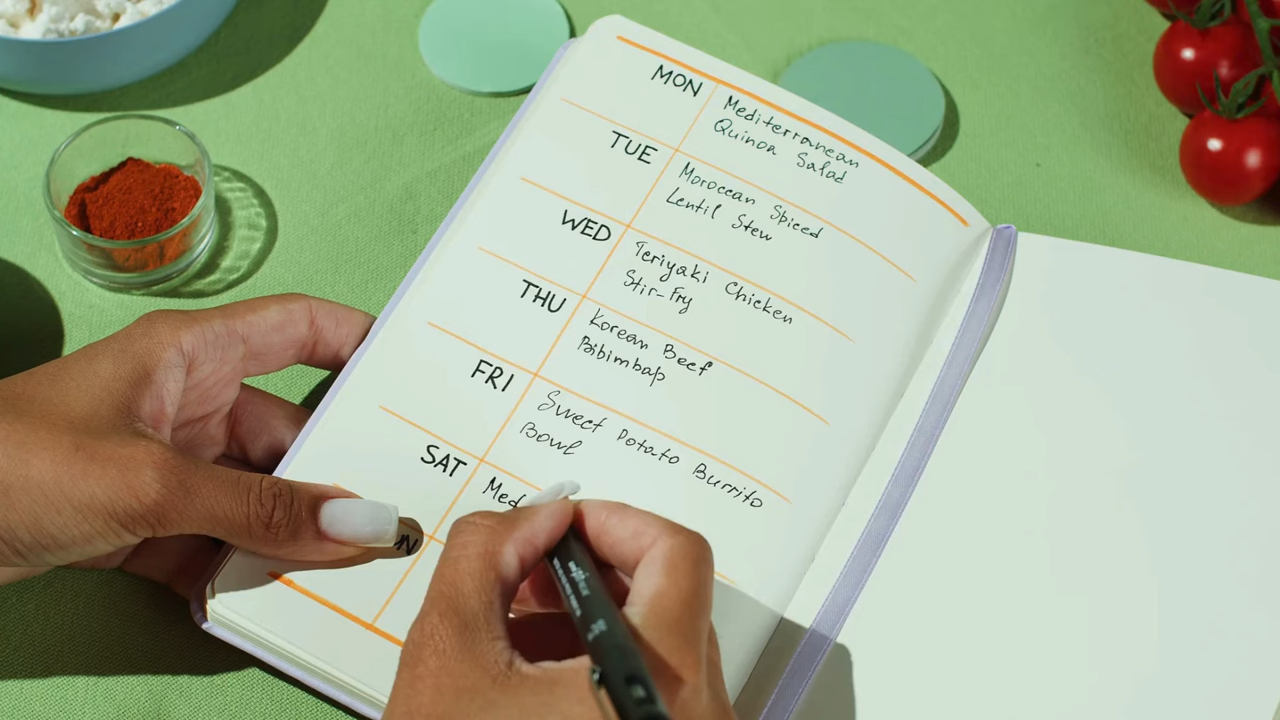 MON
Mediterranean
Quinoa Salad
TUE
Moroccan Spiced
Lentil Stew
WED
Teriyaki Chicken
Stir-Fry
THU
Korean Beef
Bibimbap
FRI
Sweet Potato Burrito
Bowl
SAT
Med